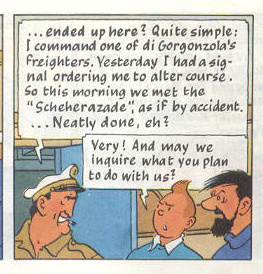 ...ended up here? Quite simple:
I command one of di Gorgonzola's
freighters. Yesterday I had a sig-
nal ordering me to alter course.
So this morning we met the
"Scheherazade", as if by accident.
...Neatly done, eh?
Very! And may we
inquire what you plan
to do with us?